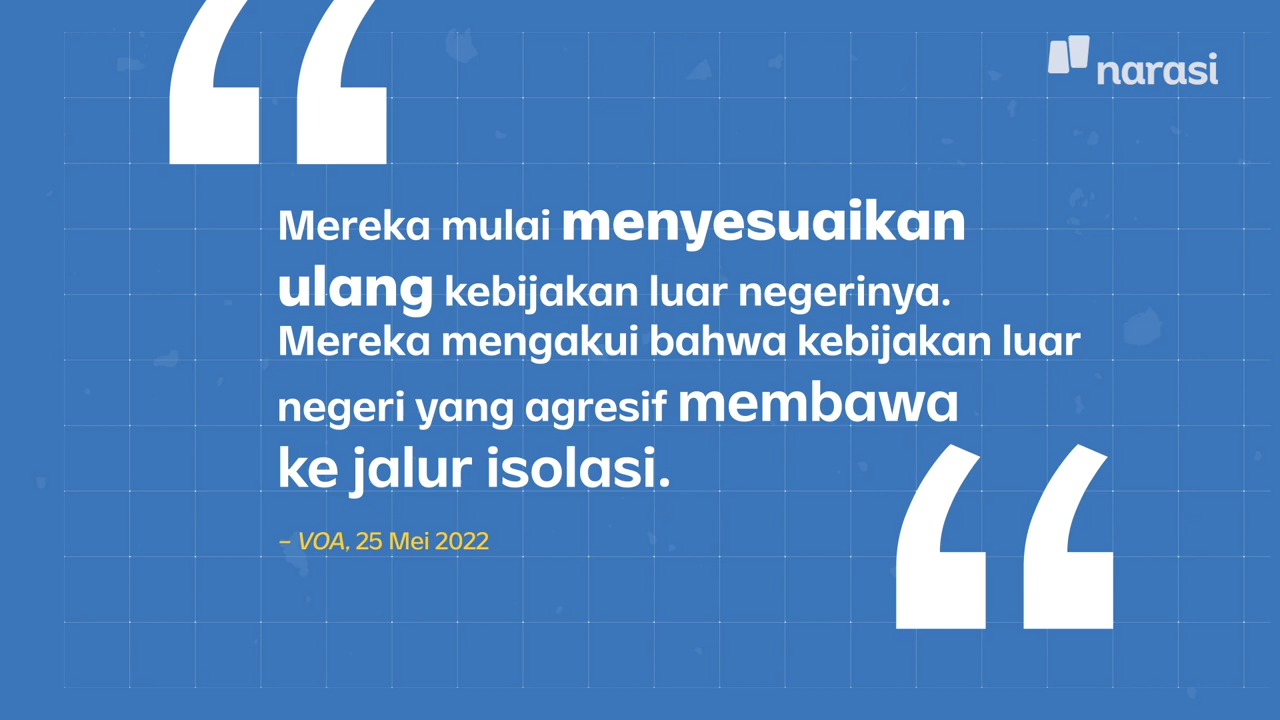 narasi
Mereka mulai menyesuaikan
ulang kebijakan luar negerinya.
Mereka mengakui bahwa kebijakan luar
negeri yang agresif membawa
ke jalur isolasi.
– VOA, 25 Mei 2022